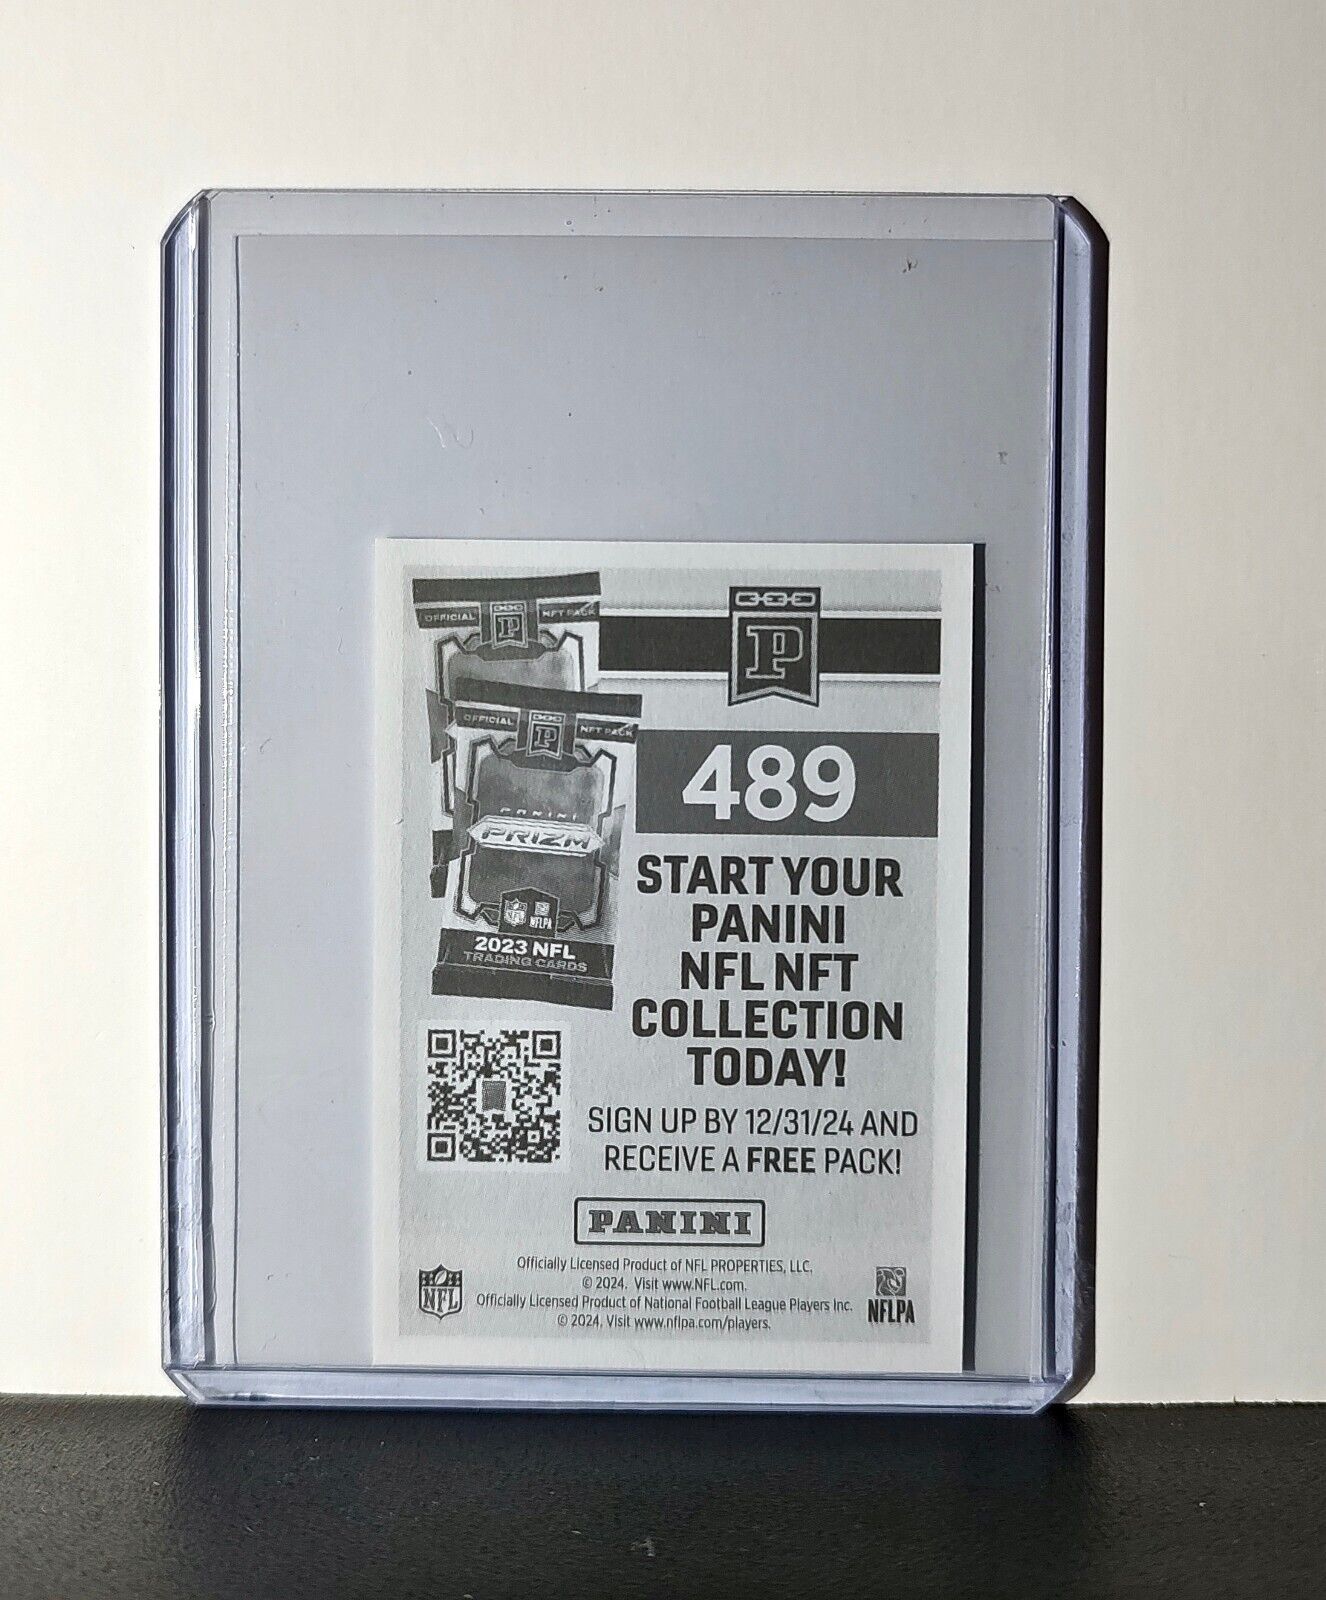 OFFICIAL
P
NFT PACK
OFFICIAL
P
NFT PACK
PANINI
PRIZM
NFL
NFLPA
2023 NFL
TRADING CARDS
P
489
START YOUR
PANINI
NFL NFT
COLLECTION
TODAY!
SIGN UP BY 12/31/24 AND
RECEIVE A FREE PACK!
PANINI
Officially Licensed Product of NFL PROPERTIES, LLC.
© 2024. Visit www.NFL.com.
Officially Licensed Product of National Football League Players Inc.
© 2024, Visit www.nflpa.com/players.
NFL
NFLPA